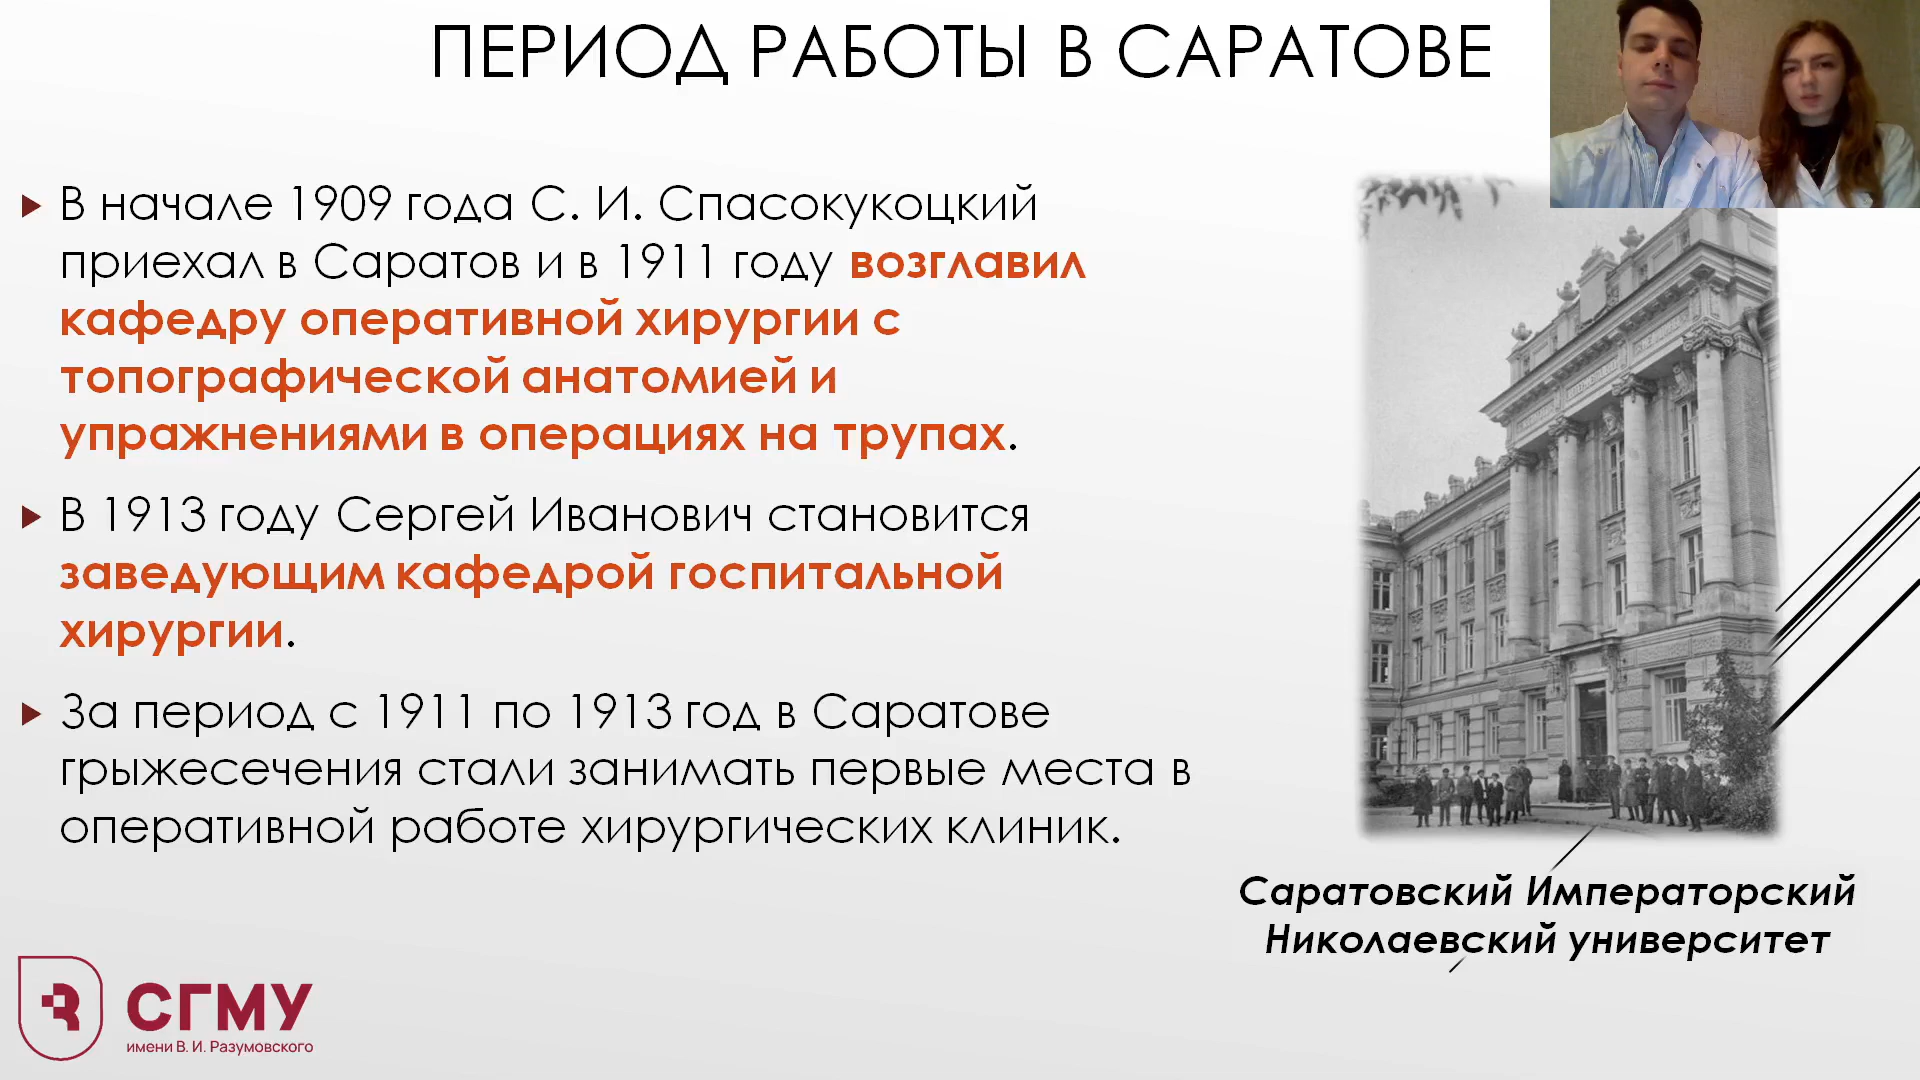 ПЕРИОД РАБОТЫ В САРАТОВЕ
В начале 1909 года С. И. Спасокукоцкий
приехал в Саратов и в 1911 году возглавил
кафедру оперативной хирургии с
топографической анатомией и
упражнениями в операциях на трупах.
В 1913 году Сергей Иванович становится
заведующим кафедрой госпитальной
хирургии.
За период с 1911 по 1913 год в Саратове
грыжесечения стали занимать первые места в
оперативной работе хирургических клиник.
Саратовский Императорский
Николаевский университет
СГМУ
имени В. И. Разумовского